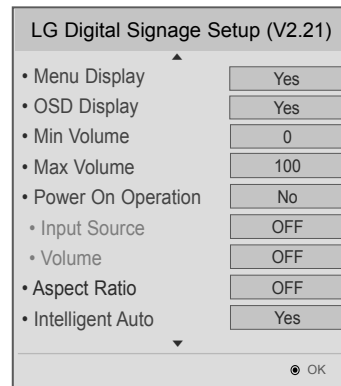 LG Digital Signage Setup (V2.21)
• Menu Display Yes
• OSD Display Yes
• Min Volume 0
• Max Volume 100
• Power On Operation No
• Input Source OFF
• Volume OFF
• Aspect Ratio OFF
• Intelligent Auto Yes
OK